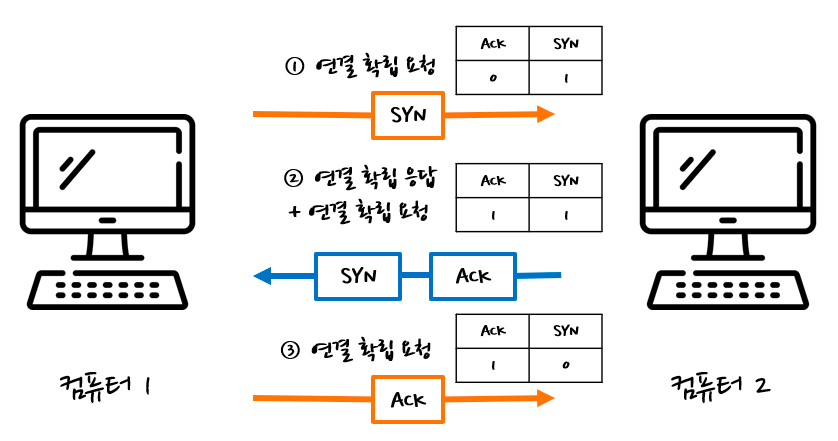 ① 연결 확립 요청
Ack SYN
0 1
SYN
② 연결 확립 응답
+ 연결 확립 요청
Ack SYN
1 1
SYN Ack
③ 연결 확립 요청
Ack SYN
1 0
Ack
컴퓨터 1
컴퓨터 2